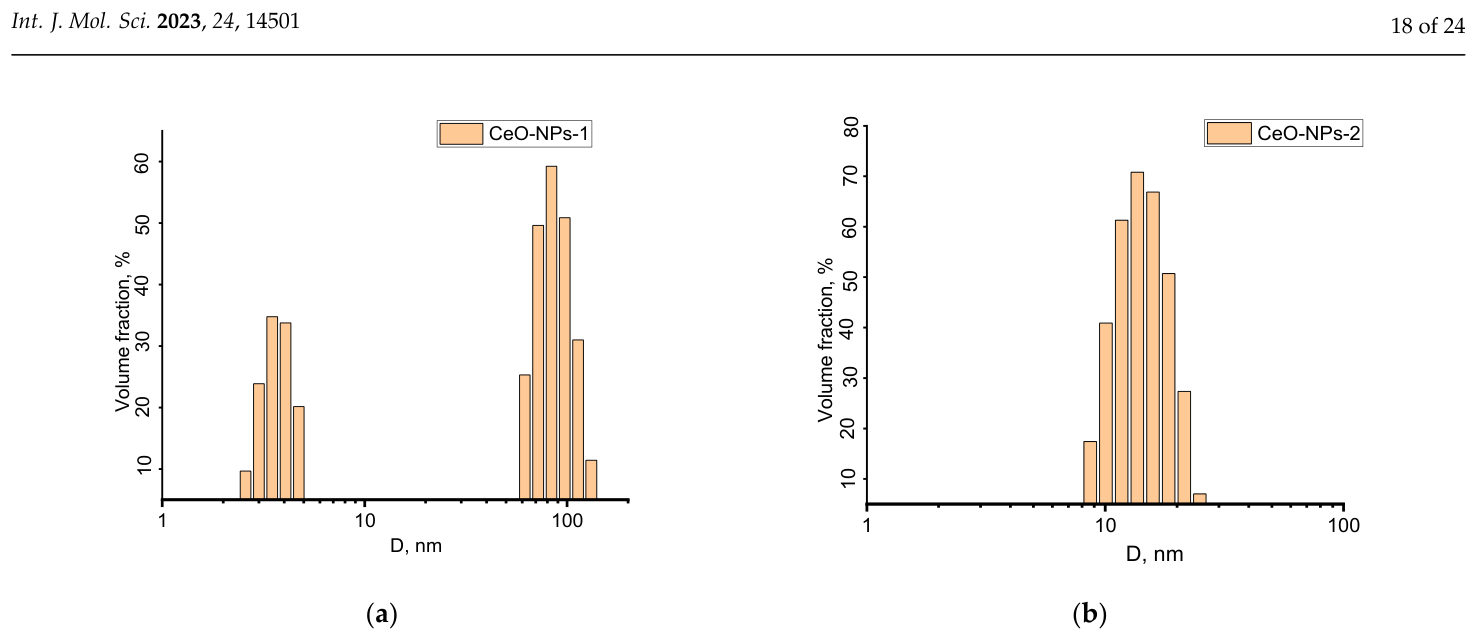 Int. J. Mol. Sci. 2023, 24, 14501
18 of 24
CeO-NPs-1
60
50
40
30
20
10
Volume fraction, %
1
10
100
D, nm
(a)
CeO-NPs-2
80
70
60
50
40
30
20
10
Volume fraction, %
1
10
100
D, nm
(b)